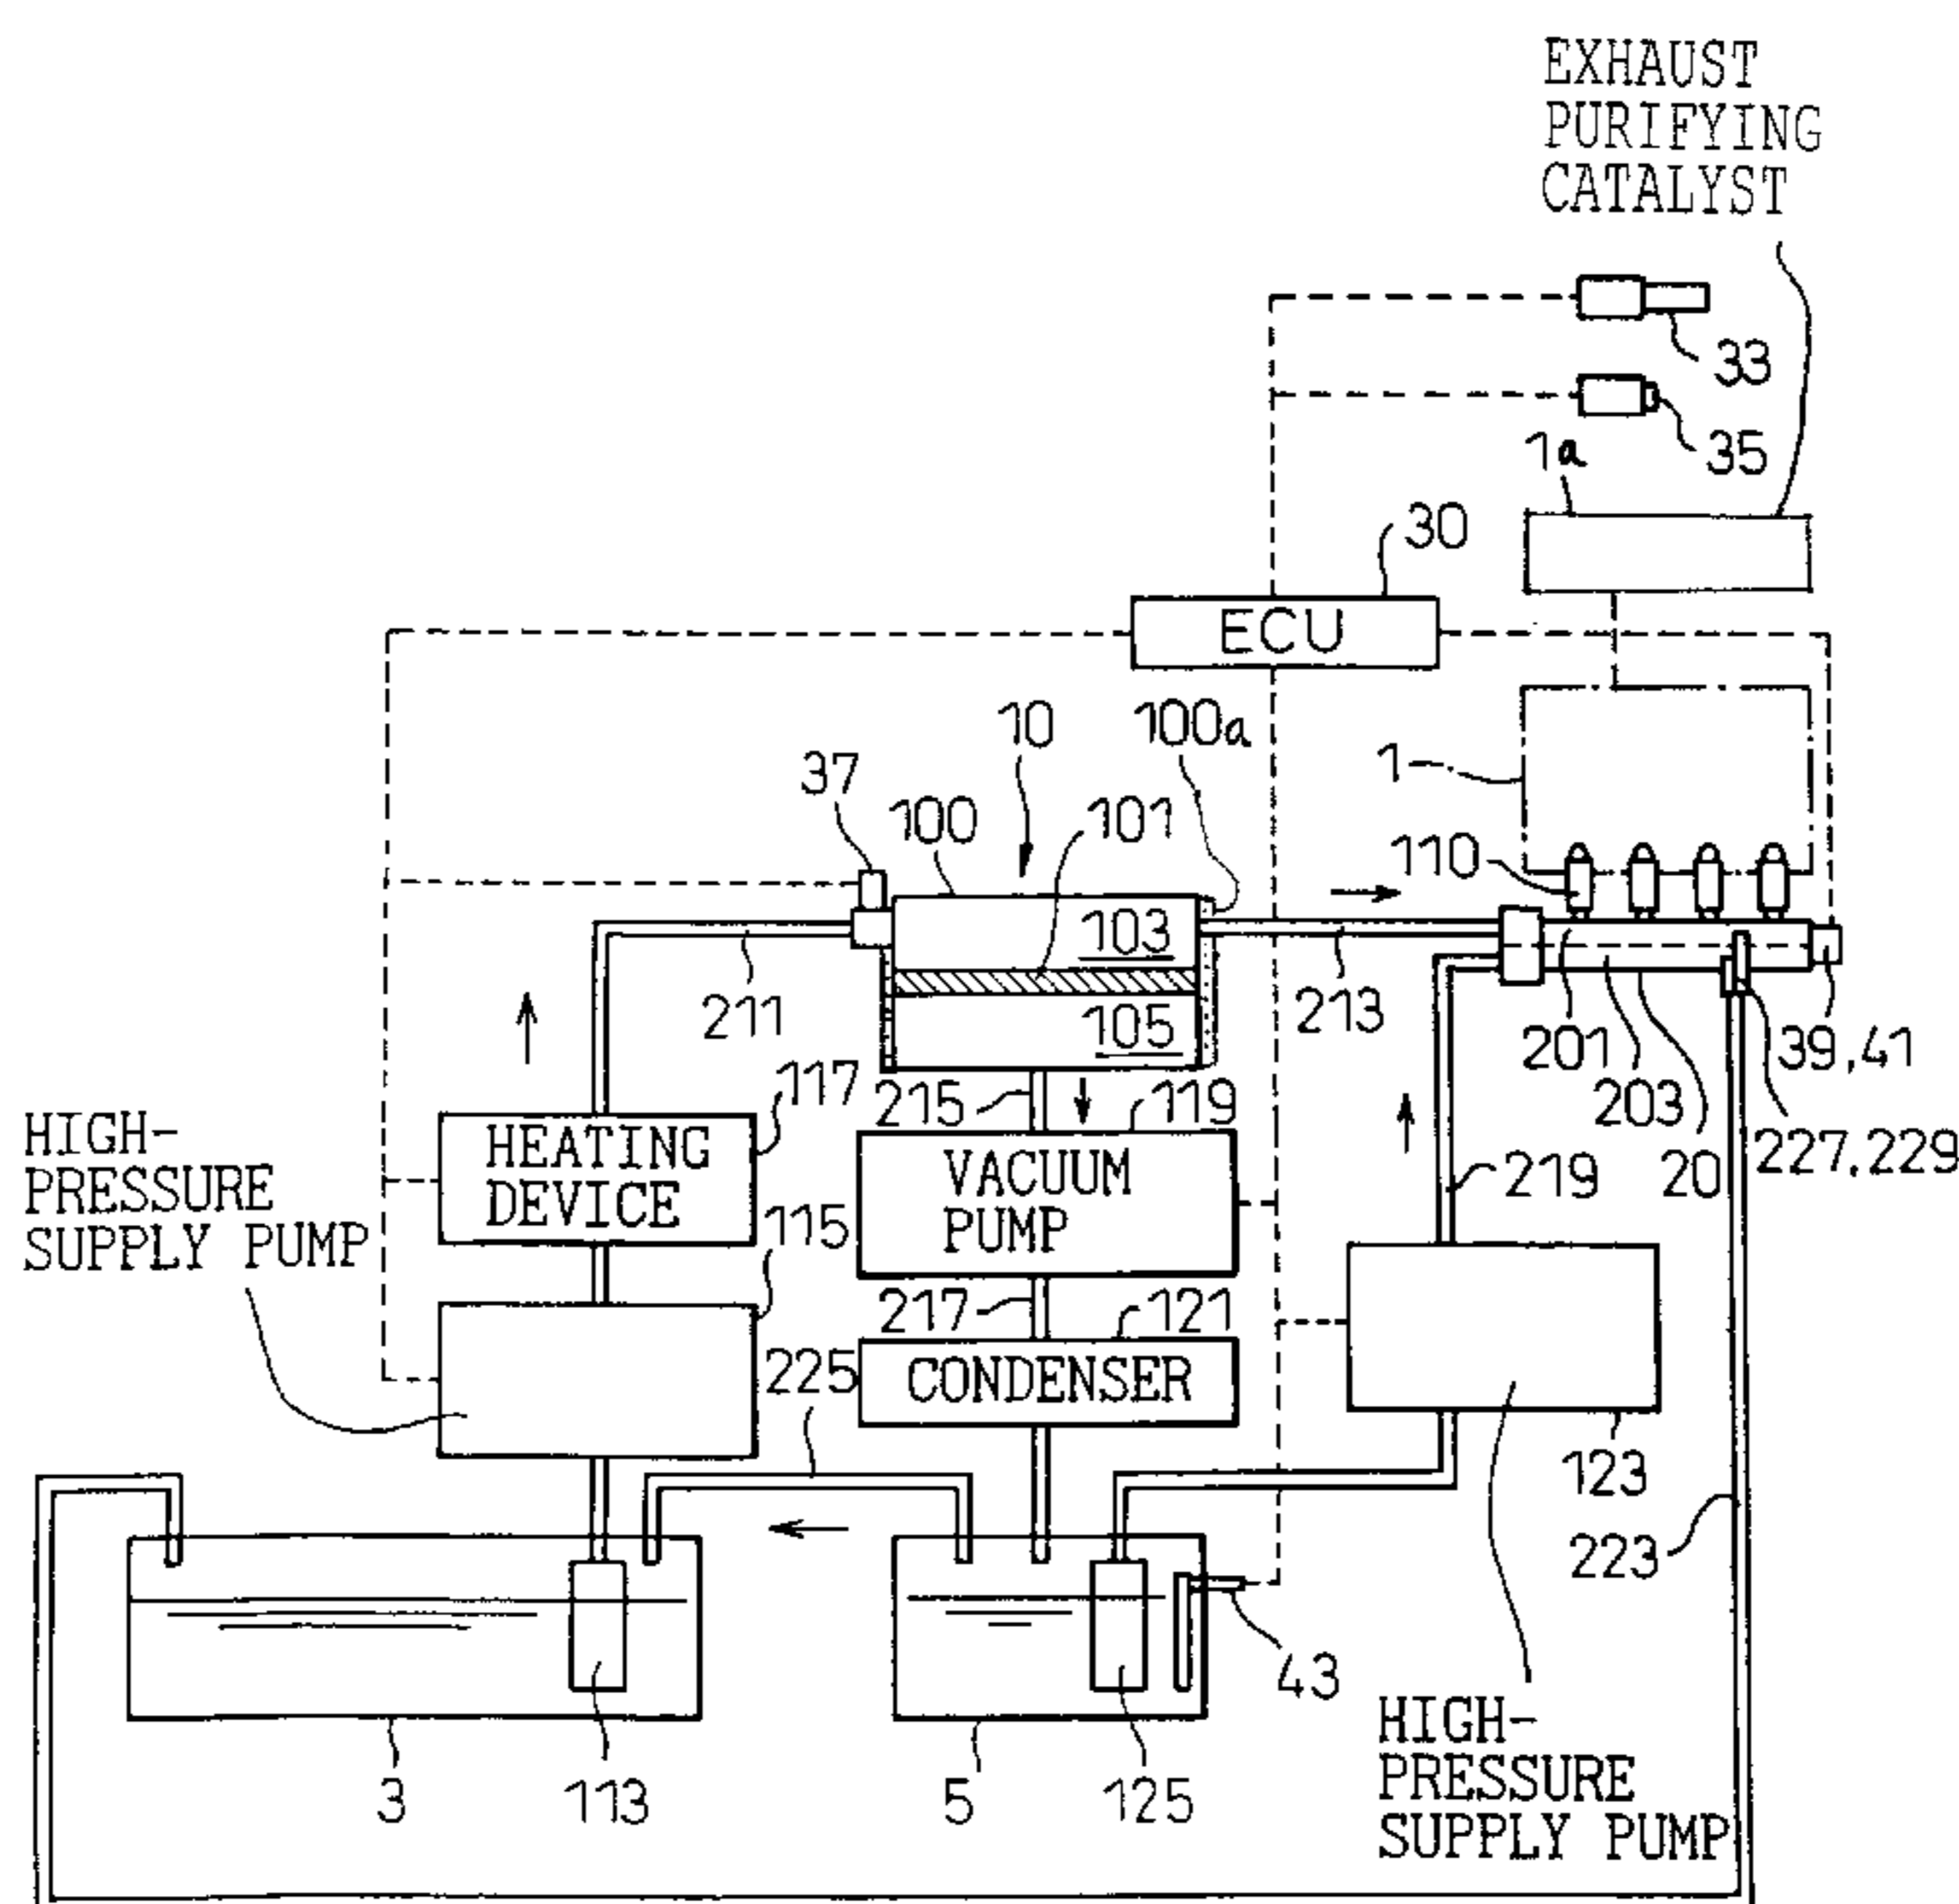 EXHAUST
PURIFYING
CATALYST
33
35
1a
30
ECU
10
100a
1
37
100
101
110
103
211
105
213
201
39,41
203
215
119
117
HIGH-
PRESSURE
SUPPLY PUMP
HEATING
DEVICE
VACUUM
PUMP
219
20
227,229
115
217
121
225
CONDENSER
123
223
43
3
113
5
125
HIGH-
PRESSURE
SUPPLY PUMP